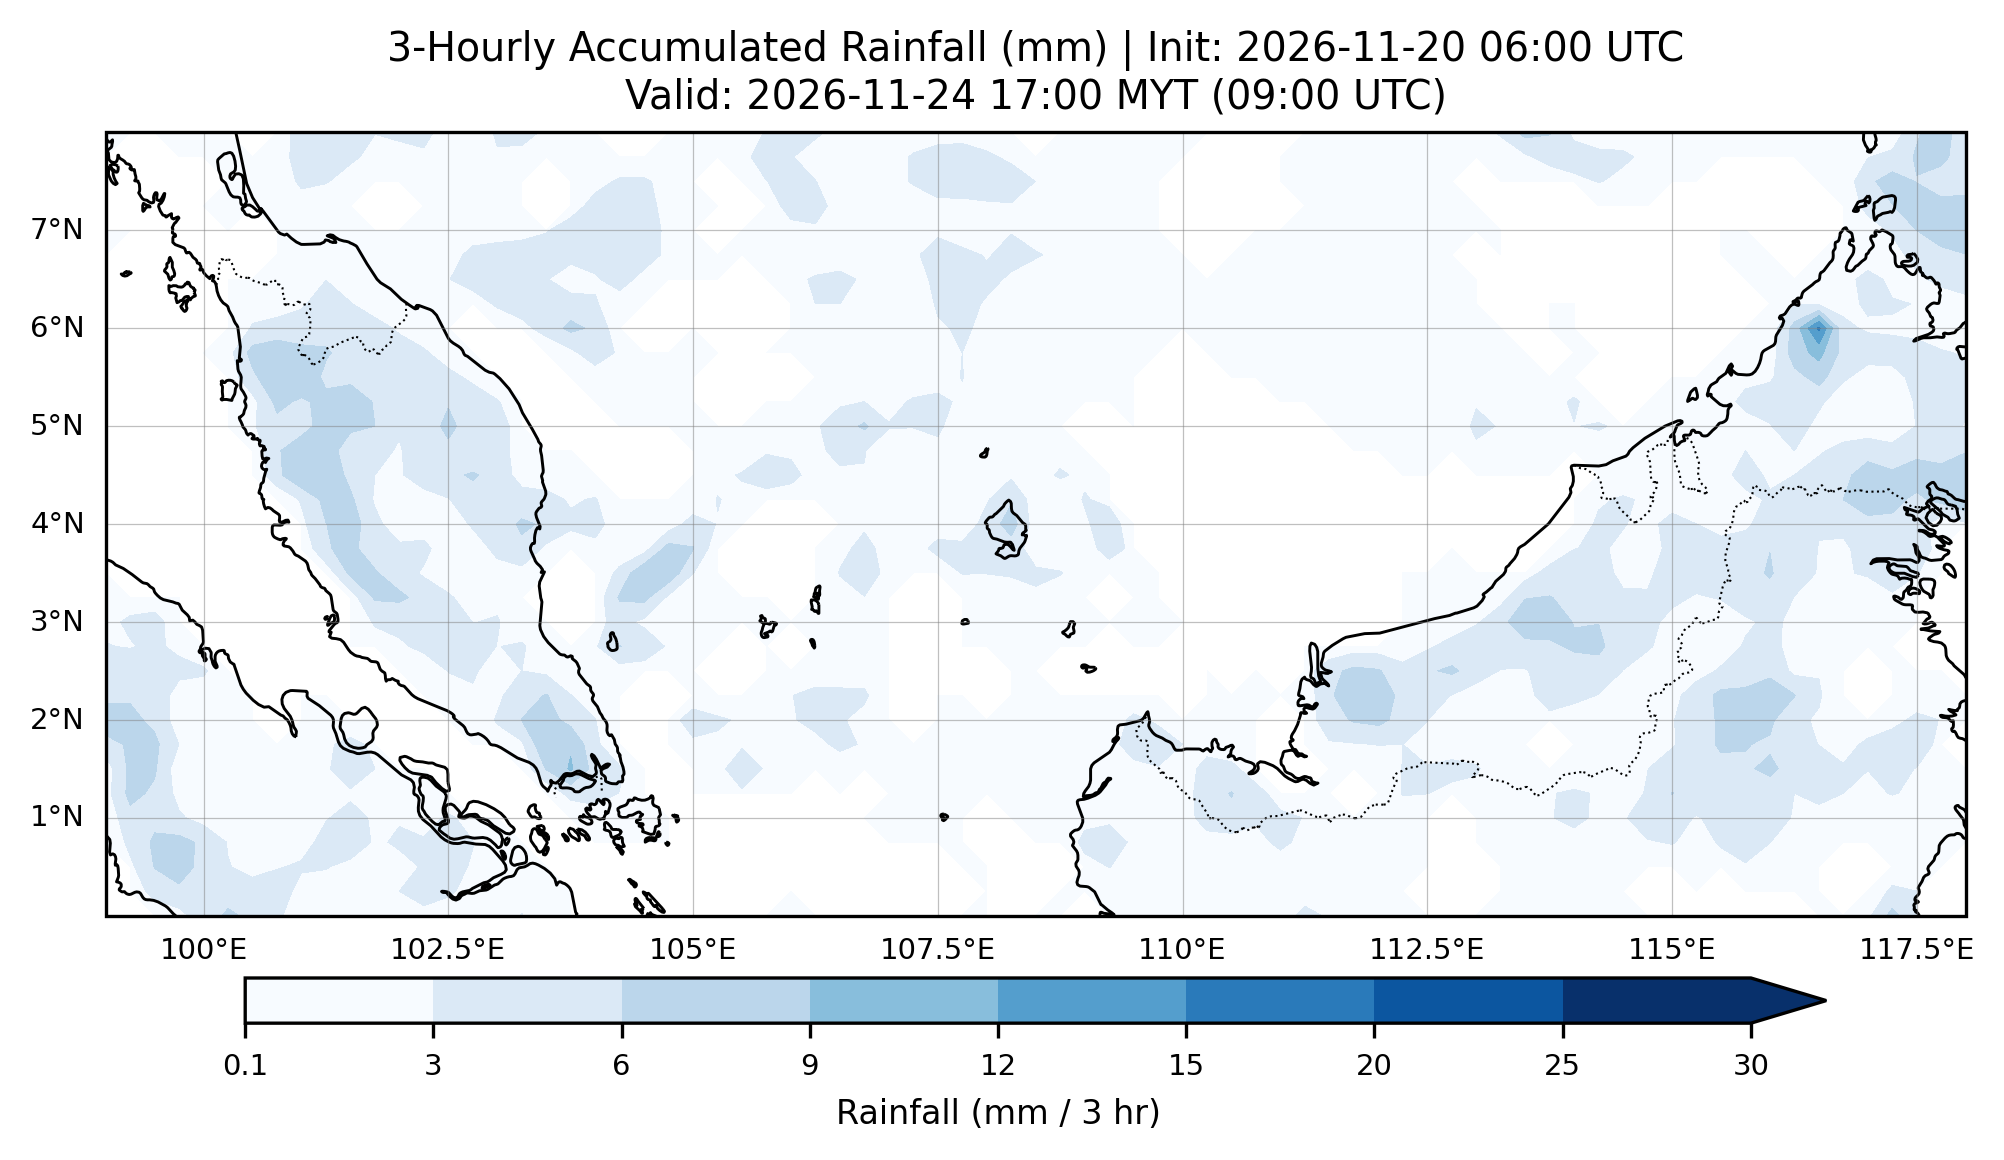 3-Hourly Accumulated Rainfall (mm) | Init: 2026-11-20 06:00 UTC
Valid: 2026-11-24 17:00 MYT (09:00 UTC)
7°N
6°N
5°N
4°N
3°N
2°N
1°N
100°E 102.5°E 105°E 107.5°E 110°E 112.5°E 115°E 117.5°E
0.1 3 6 9 12 15 20 25 30
Rainfall (mm / 3 hr)